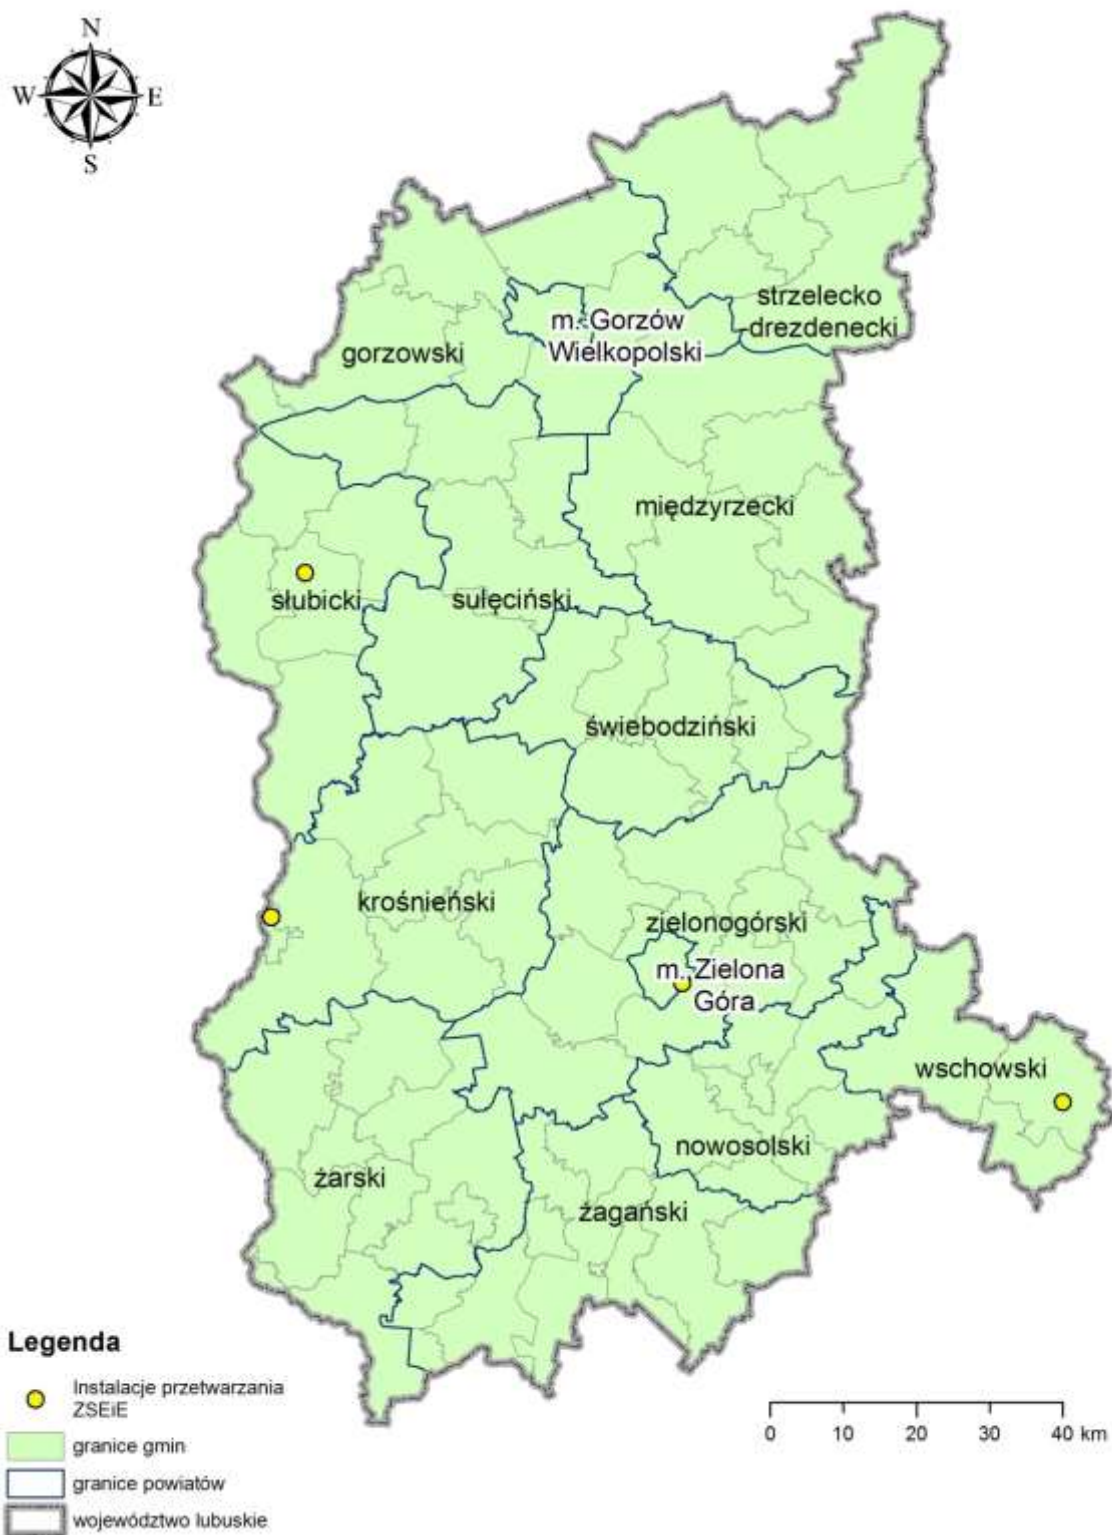 N
W
E
S
strzelecko
-drezdenecki
m. Gorzów
Wielkopolski
gorzowski
międzyrzecki
słubicki
sulęciński
świebodziński
krośnieński
zielonogórski
m. Zielona
Góra
wschowski
nowosolski
żarski
żagański
Legenda
Instalacje przetwarzania
ZSEiE
granice gmin
granice powiatów
województwo lubuskie
0 10 20 30 40 km